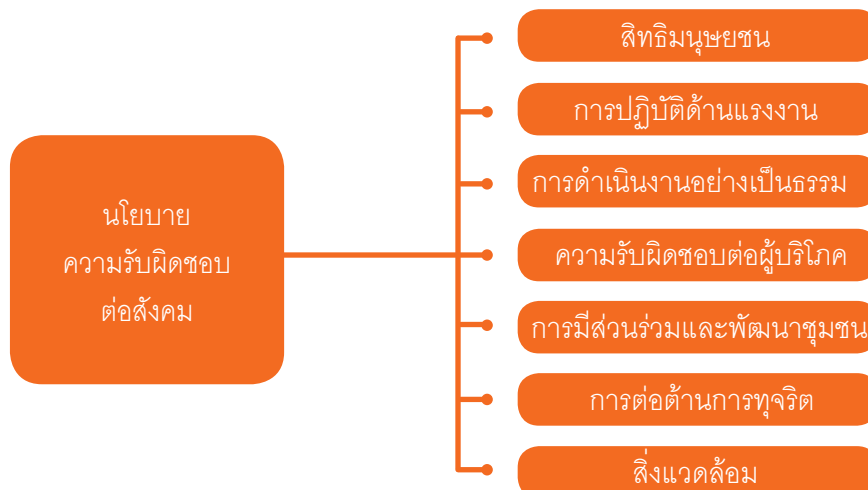 นโยบาย
ความรับผิดชอบ
ต่อสังคม
สิทธิมนุษยชน
การปฏิบัติด้านแรงงาน
การดำเนินงานอย่างเป็นธรรม
ความรับผิดชอบต่อผู้บริโภค
การมีส่วนร่วมและพัฒนาชุมชน
การต่อต้านการทุจริต
สิ่งแวดล้อม